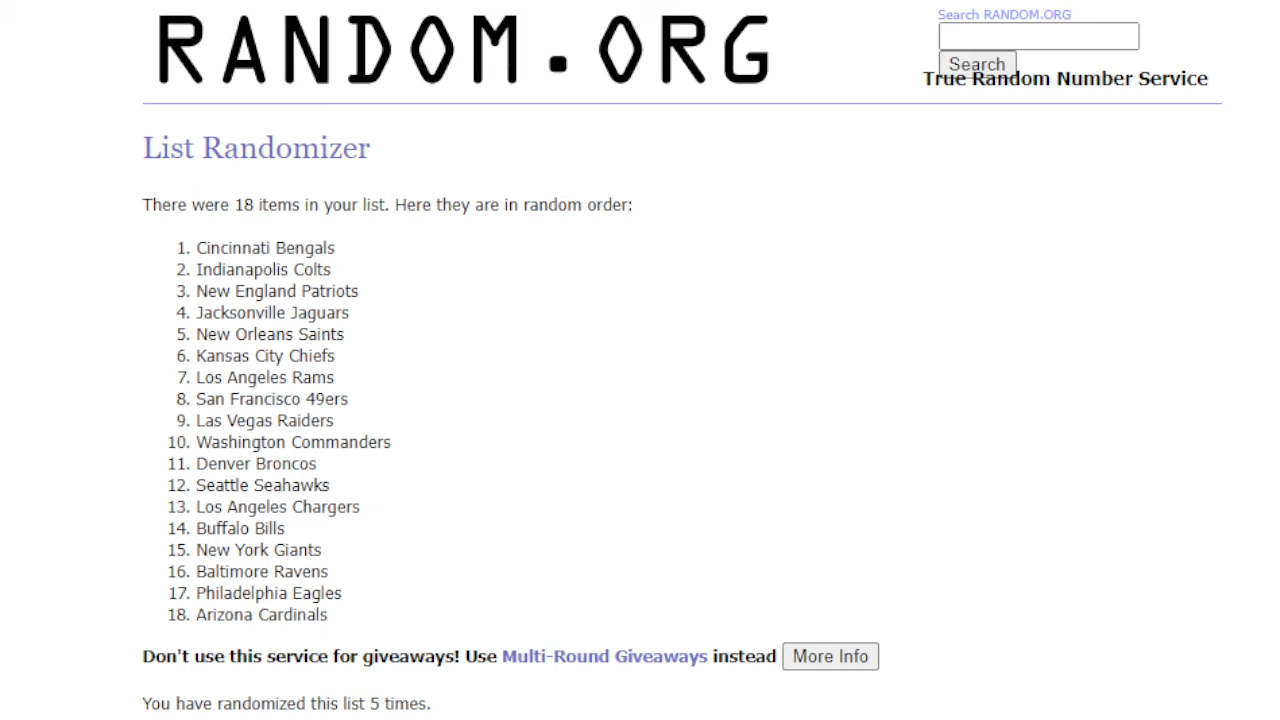 RANDOM.ORG
Search RANDOM.ORG
Search
True Random Number Service
List Randomizer
There were 18 items in your list. Here they are in random order:
1. Cincinnati Bengals
2. Indianapolis Colts
3. New England Patriots
4. Jacksonville Jaguars
5. New Orleans Saints
6. Kansas City Chiefs
7. Los Angeles Rams
8. San Francisco 49ers
9. Las Vegas Raiders
10. Washington Commanders
11. Denver Broncos
12. Seattle Seahawks
13. Los Angeles Chargers
14. Buffalo Bills
15. New York Giants
16. Baltimore Ravens
17. Philadelphia Eagles
18. Arizona Cardinals
Don't use this service for giveaways! Use Multi-Round Giveaways instead More Info
You have randomized this list 5 times.